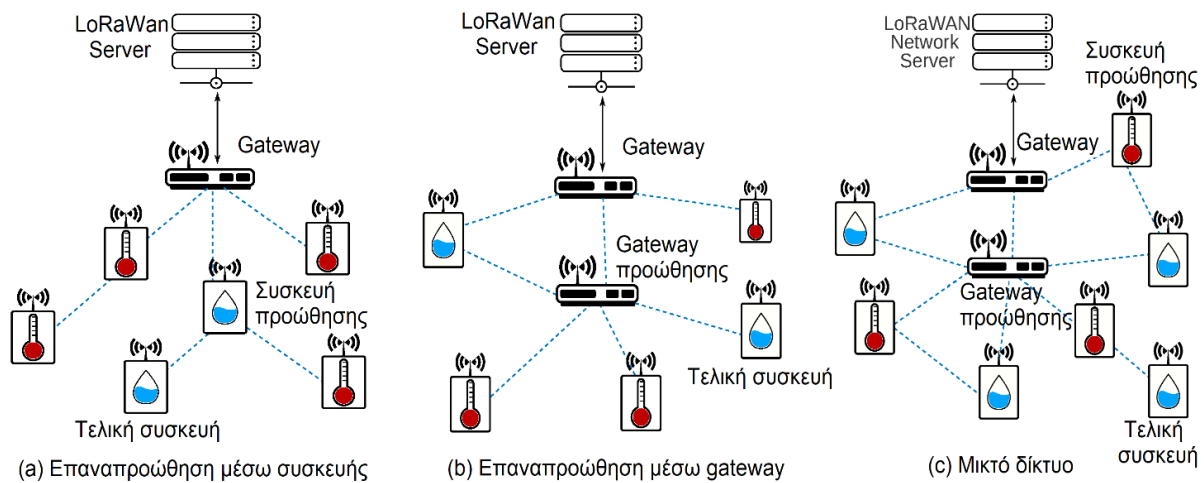 LoRaWan
Server
Gateway
Συσκευή
προώθησης
Τελική συσκευή
(a) Επαναπροώθηση μέσω συσκευής
LoRaWan
Server
Gateway
Gateway
προώθησης
Τελική συσκευή
(b) Επαναπροώθηση μέσω gateway
LoRaWAN
Network
Server
Συσκευή
προώθησης
Gateway
Gateway
προώθησης
Τελική
συσκευή
(c) Μικτό δίκτυο